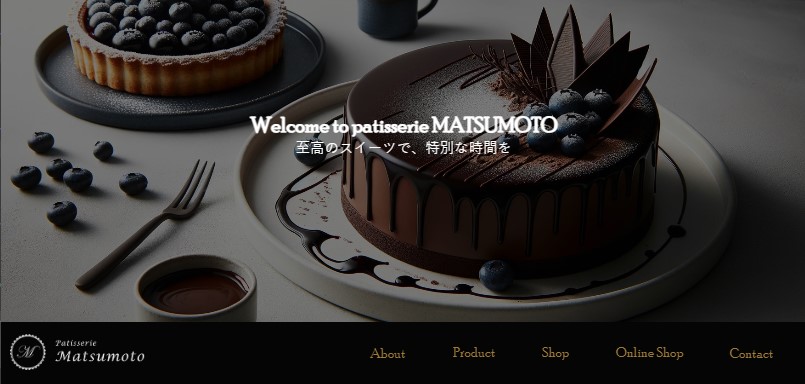 Welcome to patisserie MATSUMOTO
至高のスイーツで、特別な時間を
M
Patisserie
Matsumoto
About
Product
Shop
Online Shop
Contact